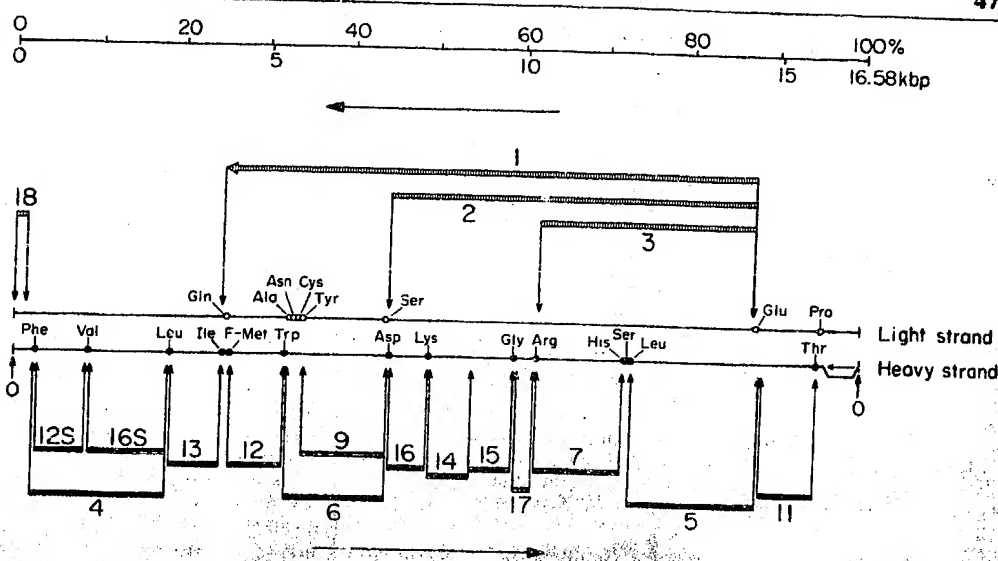 47
0 20 40 60 80 100%
0 5 10 15 16.58kbp
1
18
2
3
Asn Cys
Gln Ala Tyr Ser Glu Pro
Light strand
Phe Val Leu Ile F-Met Trp Asp Lys Gly Arg His Ser Leu Thr
Heavy strand
0 0
12S 16S 13 12 9 16 14 15 7
17
4 6 5 11